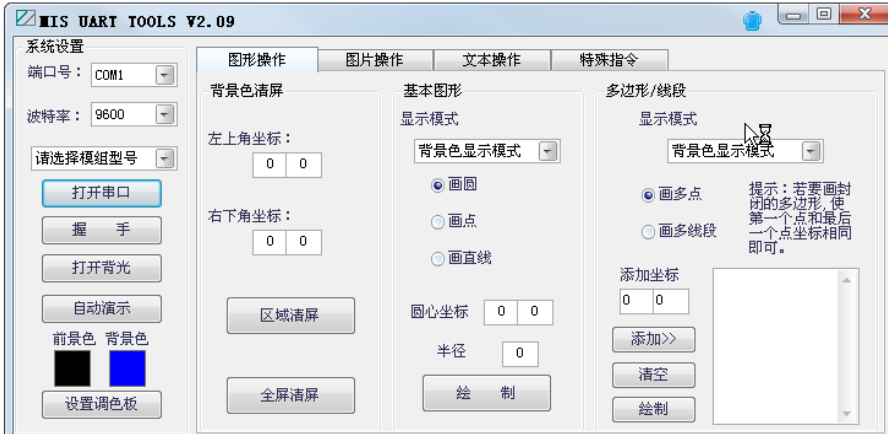 MIS UART TOOLS V2.09
系统设置
端口号：
COM1
波特率：
9600
请选择模组型号
打开串口
握 手
打开背光
自动演示
前景色 背景色
设置调色板
图形操作
图片操作
文本操作
特殊指令
背景色清屏
左上角坐标：
0 0
右下角坐标：
0 0
区域清屏
全屏清屏
基本图形
显示模式
背景色显示模式
画圆
画点
画直线
圆心坐标
0 0
半径
0
绘 制
多边形/线段
显示模式
背景色显示模式
画多点
画多线段
提示：若要画封
闭的多边形,使
第一个点和最后
一个点坐标相同
即可。
添加坐标
0 0
添加>>
清空
绘制